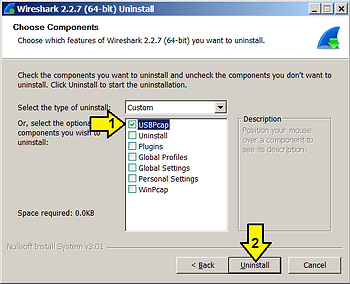 Wireshark 2.2.7 (64-bit) Uninstall
Choose Components
Choose which features of Wireshark 2.2.7 (64-bit) you want to uninstall.
Check the components you want to uninstall and uncheck the components you don't want to
uninstall. Click Uninstall to start the uninstallation.
Select the type of uninstall:
Custom
Or, select the optional
components you wish to
uninstall:
1
USBPcap
Uninstall
Plugins
Global Profiles
Global Settings
Personal Settings
WinPcap
Description
Position your mouse
over a component to
see its description.
Space required: 0.0KB
Nullsoft Install System v3.01
2
< Back
Uninstall
Cancel